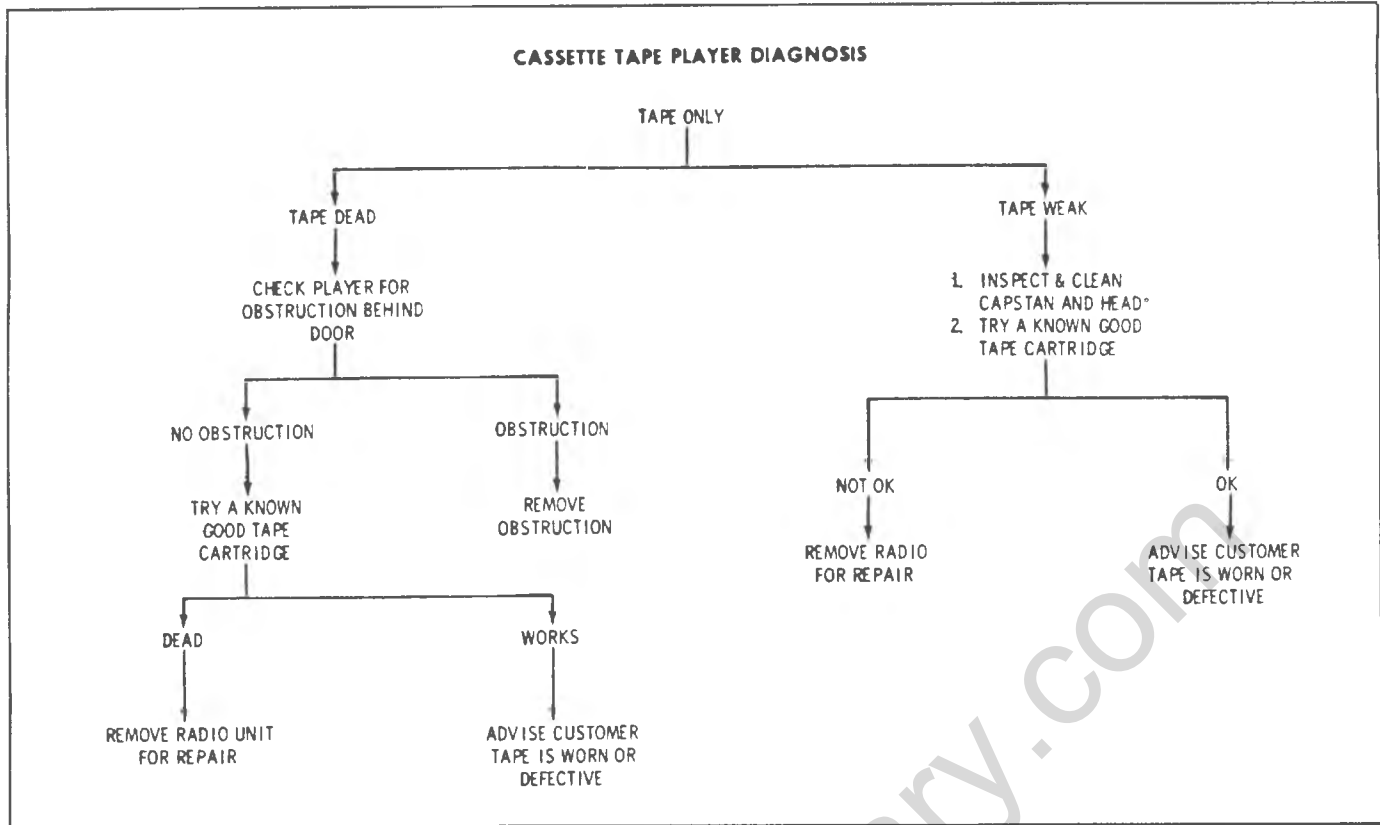 CASSETTE TAPE PLAYER DIAGNOSIS
TAPE ONLY
TAPE DEAD
TAPE WEAK
CHECK PLAYER FOR
OBSTRUCTION BEHIND
DOOR
1. INSPECT & CLEAN
CAPSTAN AND HEAD*
2. TRY A KNOWN GOOD
TAPE CARTRIDGE
NO OBSTRUCTION
OBSTRUCTION
TRY A KNOWN
GOOD TAPE
CARTRIDGE
REMOVE
OBSTRUCTION
NOT OK
OK
REMOVE RADIO
FOR REPAIR
ADVISE CUSTOMER
TAPE IS WORN OR
DEFECTIVE
DEAD
WORKS
REMOVE RADIO UNIT
FOR REPAIR
ADVISE CUSTOMER
TAPE IS WORN OR
DEFECTIVE
ry.com